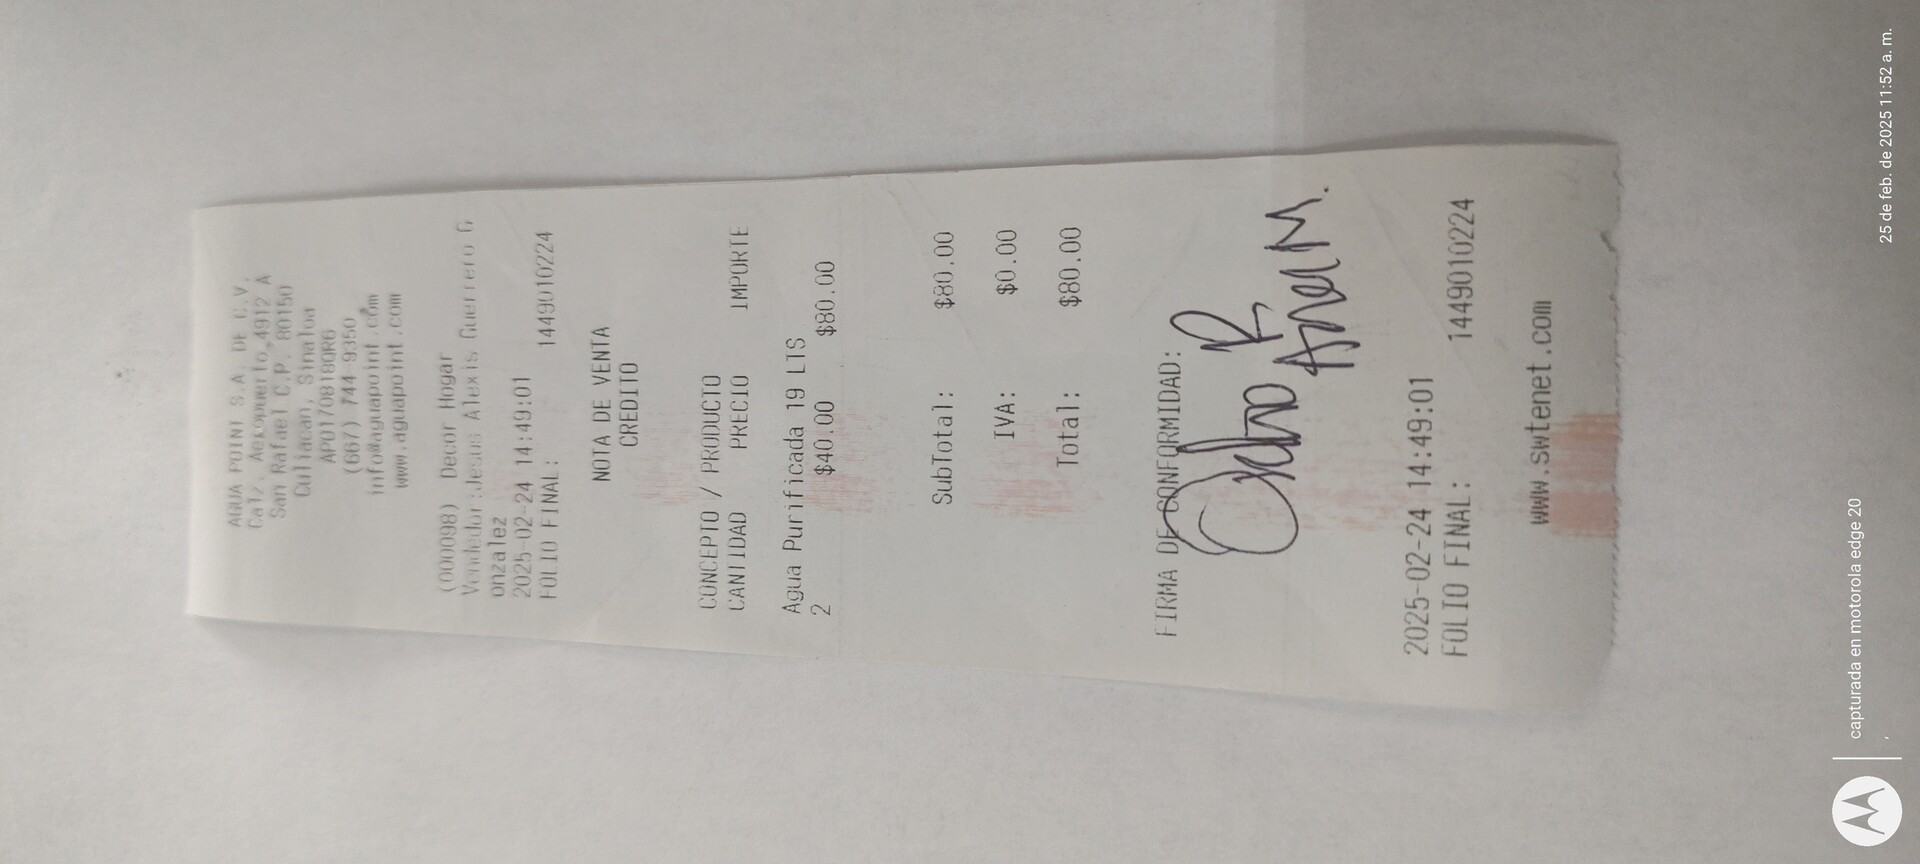 AQUA POINT S.A. DE C.V.
Calz. Aeropuerto 4912 A
San Rafael C.P. 80150
Culiacan, Sinaloa
APO170818QR6
(667) 744-9350
info@aguapoint.com
www.aguapoint.com
(000098) Decor Hogar
Vendedor:Jesus Alexis Guerrero G
onzalez
2025-02-24 14:49:01
FOLIO FINAL: 1449010224
NOTA DE VENTA
CREDITO
CONCEPTO / PRODUCTO
CANTIDAD PRECIO IMPORTE
Agua Purificada 19 LTS
2 $40.00 $80.00
SubTotal: $80.00
IVA: $0.00
Total: $80.00
FIRMA DE CONFORMIDAD:
2025-02-24 14:49:01
FOLIO FINAL: 1449010224
www.swtenet.com
capturada en motorola edge 20
25 de feb. de 2025 11:52 a. m.